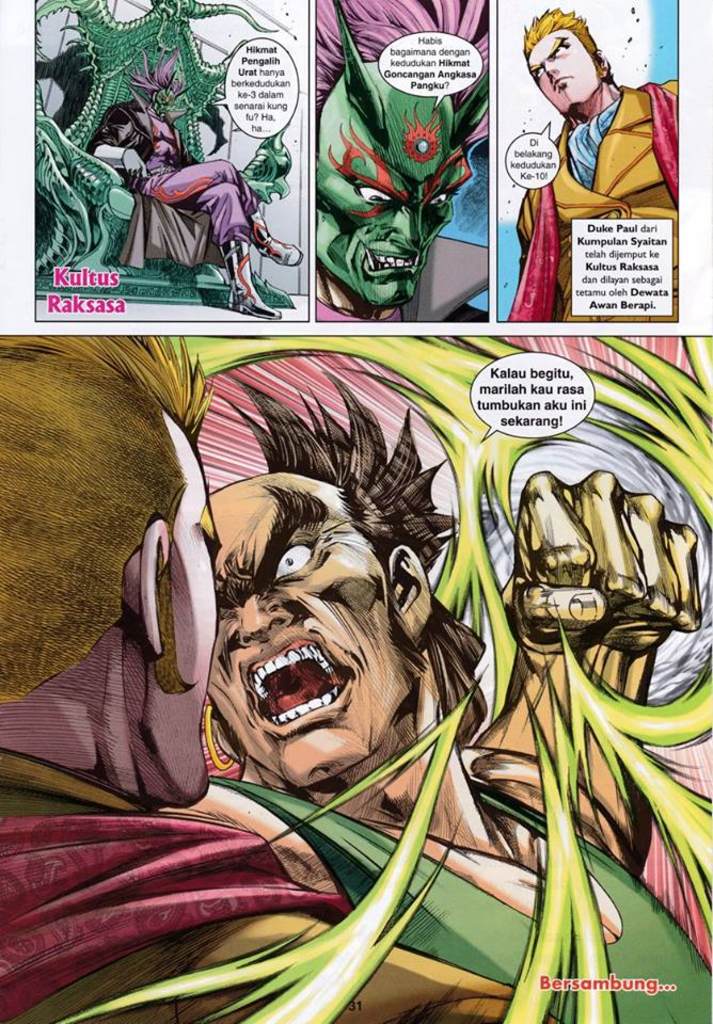 Hikmat
Pengalih
Urat hanya
berkedudukan
ke-3 dalam
senarai kung
fu? Ha,
ha...
Kultus
Raksasa
Habis
bagaimana dengan
kedudukan Hikmat
Goncangan Angkasa
Pangku?
Di
belakang
kedudukan
Ke-10!
Duke Paul dari
Kumpulan Syaitan
telah dijemput ke
Kultus Raksasa
dan dilayan sebagai
tetamu oleh Dewata
Awan Berapi.
Kalau begitu,
marilah kau rasa
tumbukan aku ini
sekarang!
Bersambung...
31